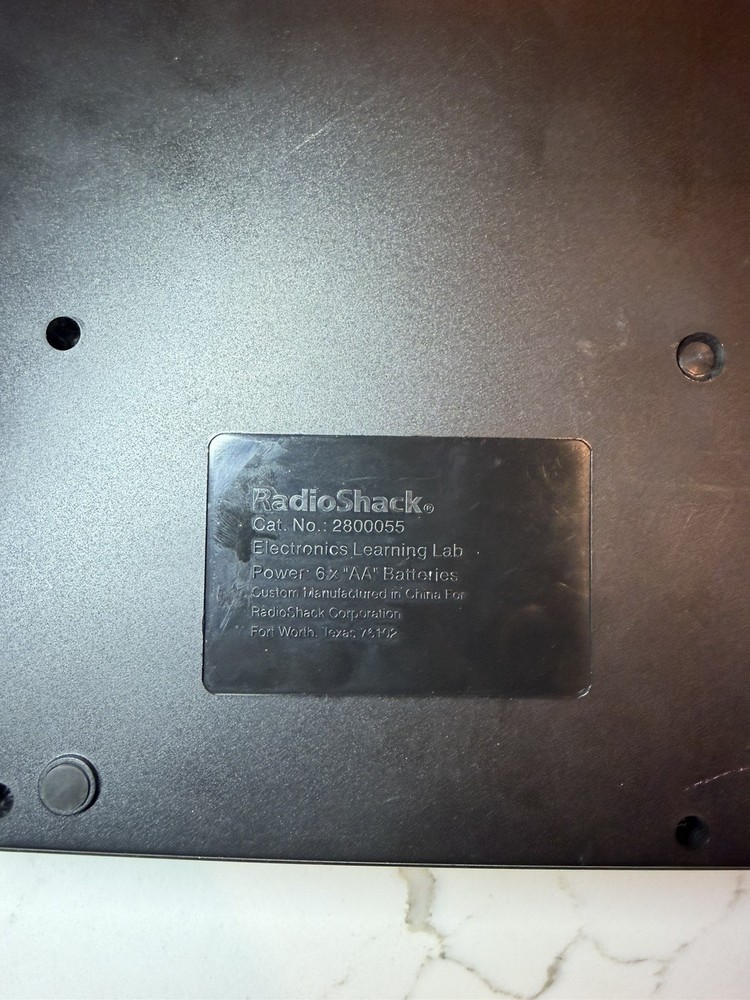 RadioShack®
Cat. No.: 2800055
Electronics Learning Lab
Power: 6 x "AA" Batteries
Custom Manufactured in China For
RadioShack Corporation
Fort Worth, Texas 76102